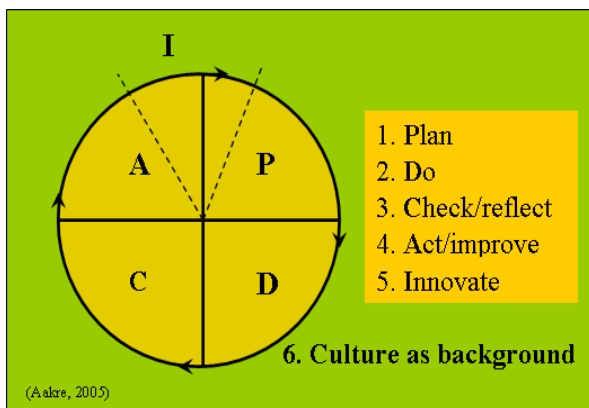 I
A
P
C
D
1. Plan
2. Do
3. Check/reflect
4. Act/improve
5. Innovate
6. Culture as background
(Aakre, 2005)